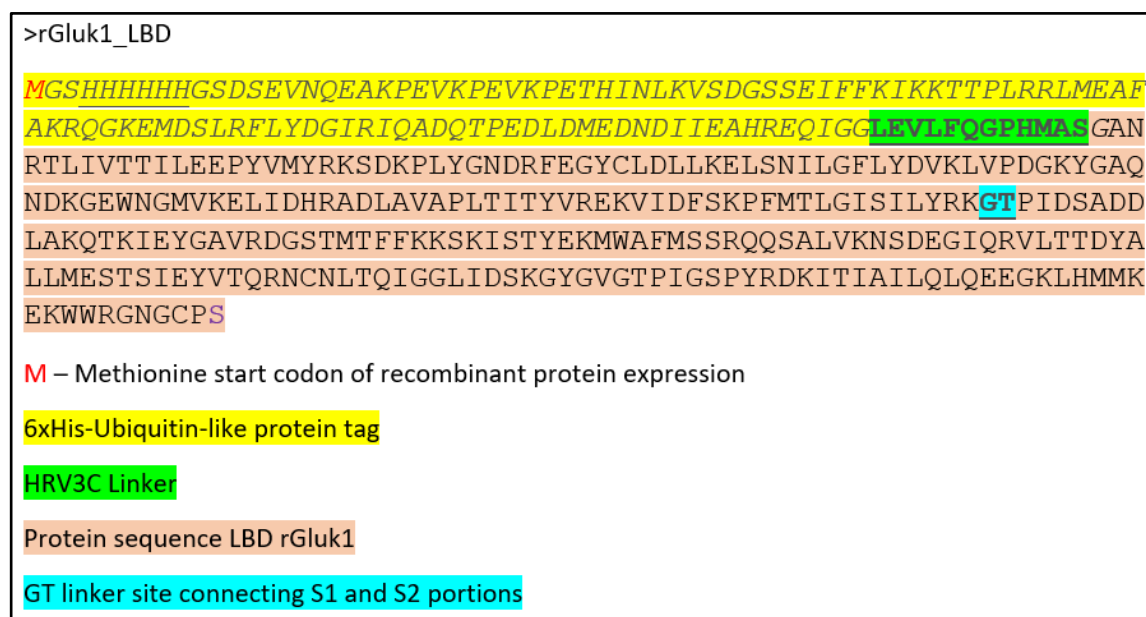 >rGluk1_LBD
MGSHHHHHHGSDSEVNQEAKPEVKPEVKPETHINLKVSDGSSEIFFKIKKTTPLRRLMEAF
AKRQGKEMDSLRFLYDGIRIQADQTPEDLDMEDNDIIEAHREQIGGLEVLFQGPHMASGAN
RTLIVTTILEEPYVMYRKSDKPLYGNDRFEGYCLDLLKELSNILGFLYDVKLVPDGKYGAQ
NDKGEWNGMVKELIDHRADLAVAPLTITYVREKVIDFSKPFMTLGISILYRKGTPIDSADD
LAKQTKIEYGAVRDGSTMTFFKKSKISTYEKMWAFMSSRQQSALVKNSDEGIQRVLTTDYA
LLMESTSIEYVTQRNCNLTQIGGLIDSKGYGVGTPIGSPYRDKITIAILQLQEEGKLHMMK
EKWWRGNGCPS
M – Methionine start codon of recombinant protein expression
6xHis-Ubiquitin-like protein tag
HRV3C Linker
Protein sequence LBD rGluk1
GT linker site connecting S1 and S2 portions